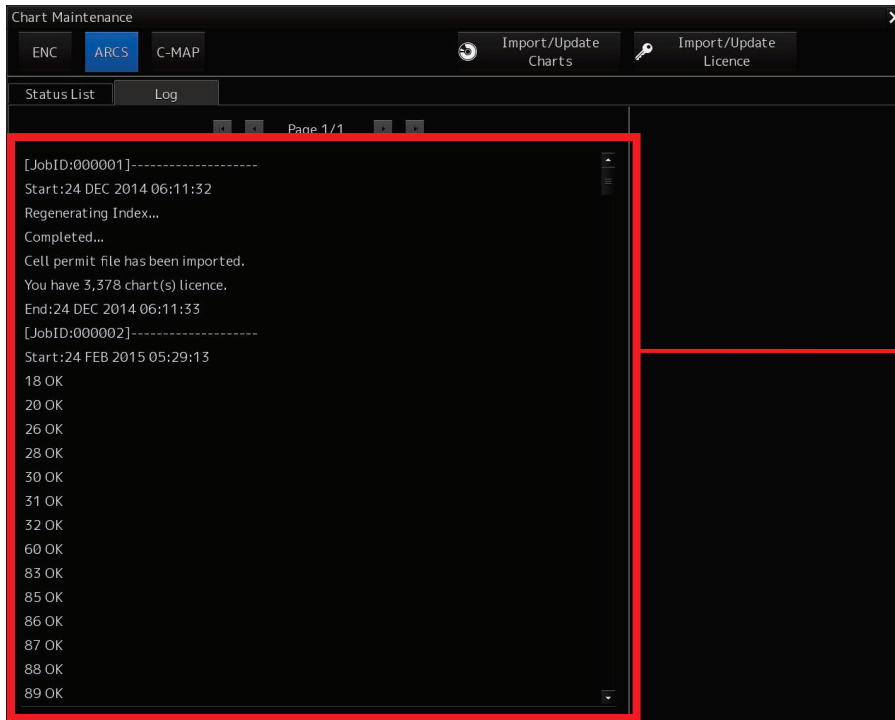 Chart Maintenance
ENC ARCS C-MAP Import/Update Charts Import/Update Licence
Status List Log
Page 1/1
[JobID:000001]--------------------
Start:24 DEC 2014 06:11:32
Regenerating Index...
Completed...
Cell permit file has been imported.
You have 3,378 chart(s) licence.
End:24 DEC 2014 06:11:33
[JobID:000002]--------------------
Start:24 FEB 2015 05:29:13
18 OK
20 OK
26 OK
28 OK
30 OK
31 OK
32 OK
60 OK
83 OK
85 OK
86 OK
87 OK
88 OK
89 OK